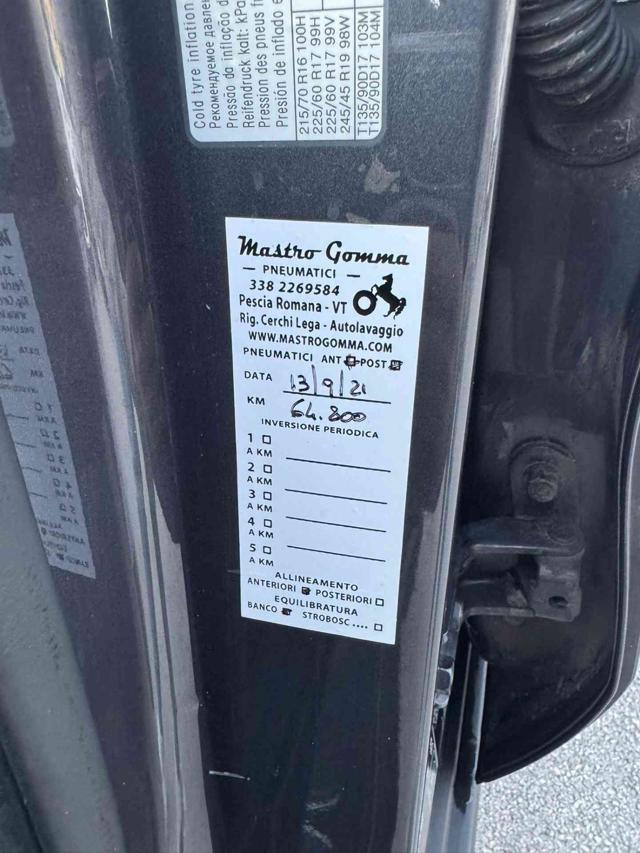 Cold tyre inflation
Рекомендуемое давлен
Pressão da inflação d
Reifendruck kalt: kPa
Pression des pneus f
Presión de inflado e
215/70 R16 100H
225/60 R17 99H
225/60 R17 99V
245/45 R19 98W
T135/90D17 103M
T135/90D17 104M
Mastro Gomma
— PNEUMATICI —
338 2269584
Pescia Romana - VT
Rig. Cerchi Lega - Autolavaggio
WWW.MASTROGOMMA.COM
PNEUMATICI ANT POST
DATA 13/9/21
KM 64.800
INVERSIONE PERIODICA
1
A KM
2
A KM
3
A KM
4
A KM
5
A KM
ALLINEAMENTO
ANTERIORI POSTERIORI
EQUILIBRATURA
BANCO STROBOSC ....